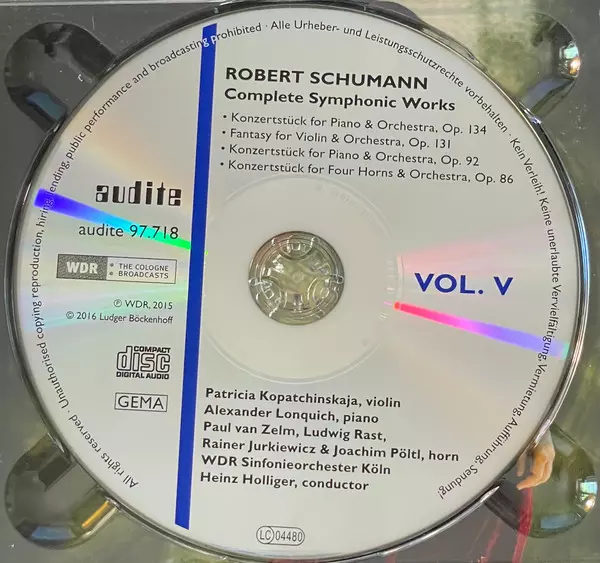 All rights reserved · Unauthorised copying reproduction, hiring, lending, public performance and broadcasting prohibited · Alle Urheber- und Leistungsschutzrechte vorbehalten · Kein Verleih! Keine unerlaubte Vervielfältigung, Vermietung, Aufführung, Sendung!
ROBERT SCHUMANN
Complete Symphonic Works
• Konzertstück for Piano & Orchestra, Op. 134
• Fantasy for Violin & Orchestra, Op. 131
• Konzertstück for Piano & Orchestra, Op. 92
• Konzertstück for Four Horns & Orchestra, Op. 86
audite
audite 97.718
WDR THE COLOGNE
BROADCASTS
℗ WDR, 2015
© 2016 Ludger Böckenhoff
COMPACT
disc
DIGITAL AUDIO
GEMA
VOL. V
Patricia Kopatchinskaja, violin
Alexander Lonquich, piano
Paul van Zelm, Ludwig Rast,
Rainer Jurkiewicz & Joachim Pöltl, horn
WDR Sinfonieorchester Köln
Heinz Holliger, conductor
LC 04480